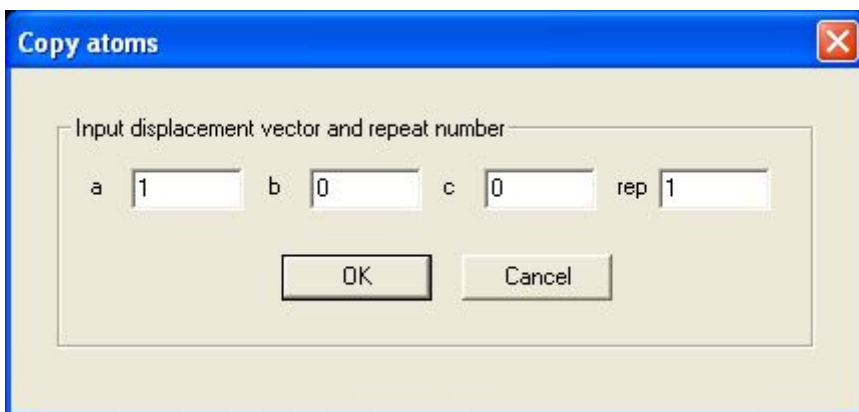 Copy atoms
Input displacement vector and repeat number
a 1 b 0 c 0 rep 1
OK Cancel